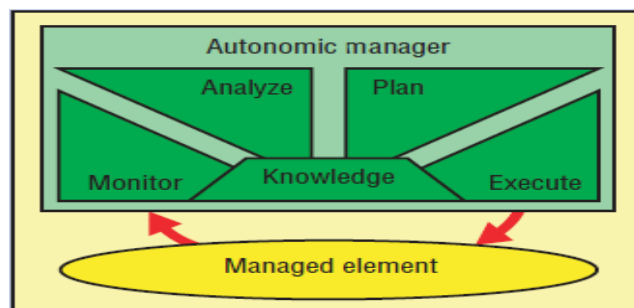 Autonomic manager
Analyze Plan
Monitor Knowledge Execute
Managed element